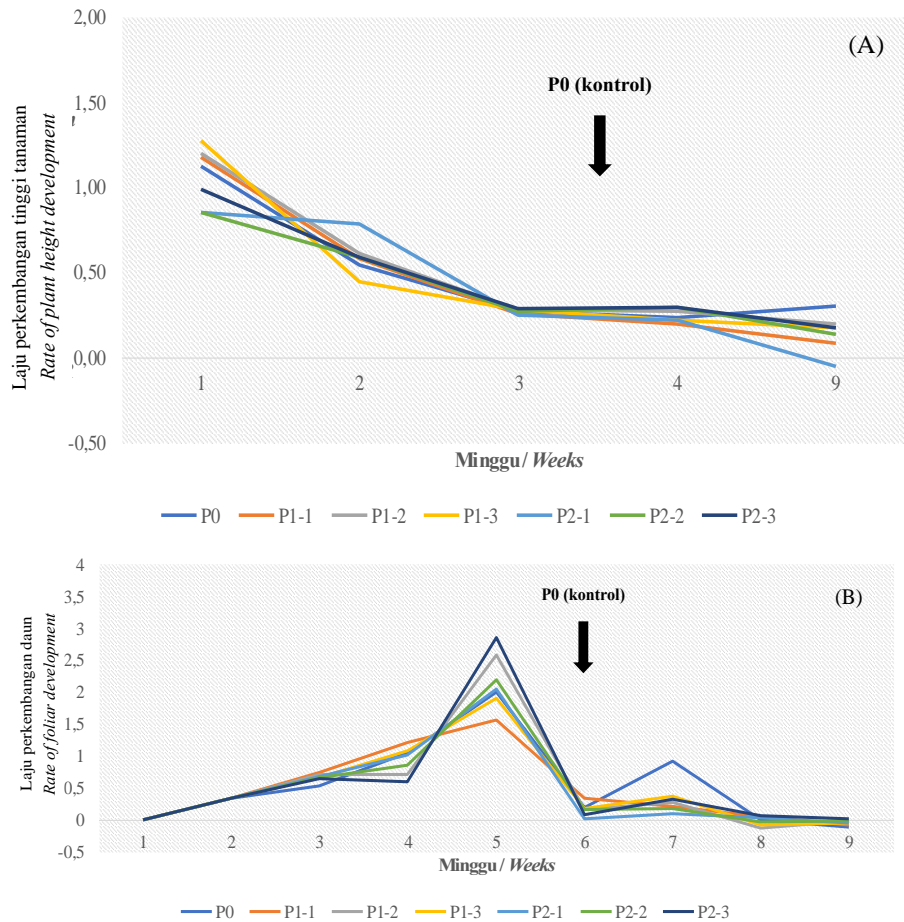 Laju perkembangan tinggi tanaman
Rate of plant height development
2,00
1,50
1,00
0,50
0,00
-0,50
(A)
P0 (kontrol)
1 2 3 4 9
Minggu / Weeks
P0 P1-1 P1-2 P1-3 P2-1 P2-2 P2-3
Laju perkembangan daun
Rate of foliar development
4
3,5
3
2,5
2
1,5
1
0,5
0
-0,5
P0 (kontrol)
(B)
1 2 3 4 5 6 7 8 9
Minggu / Weeks
P0 P1-1 P1-2 P1-3 P2-1 P2-2 P2-3